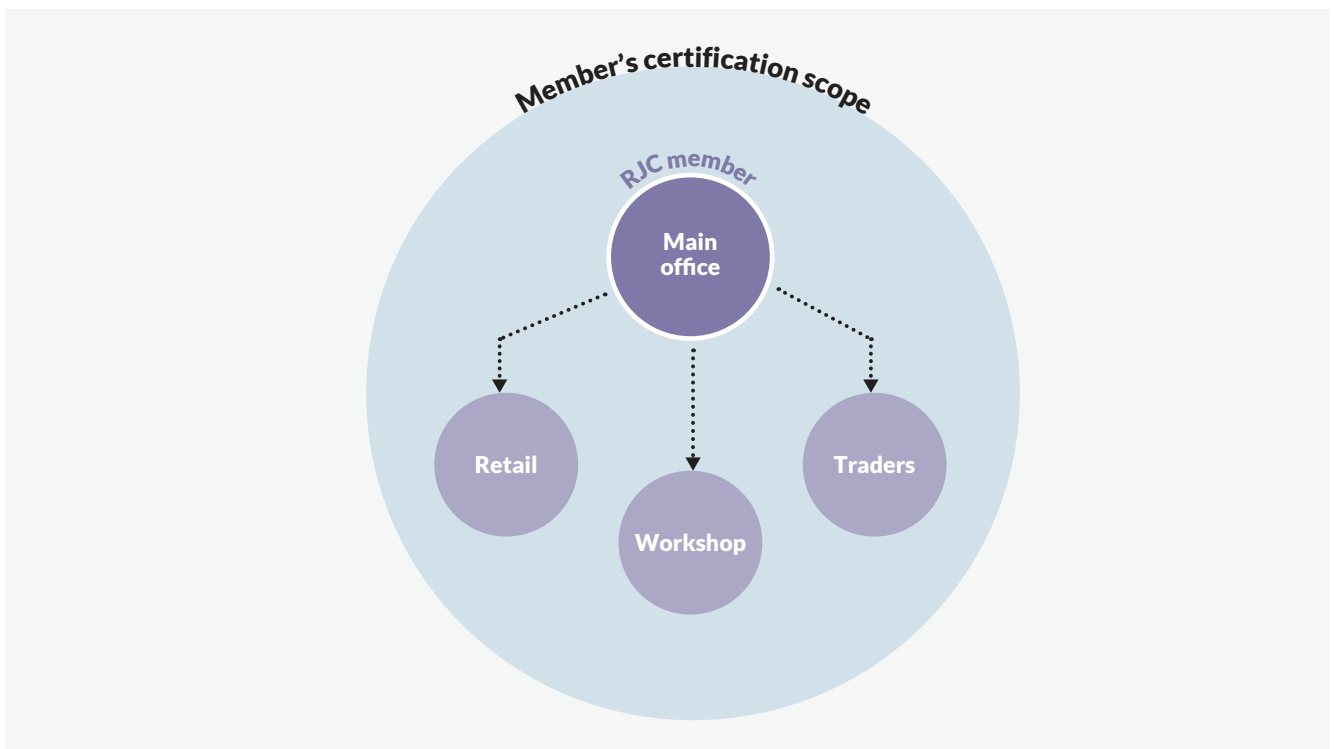 Member’s certification scope
RJC member
Main
office
Retail
Traders
Workshop